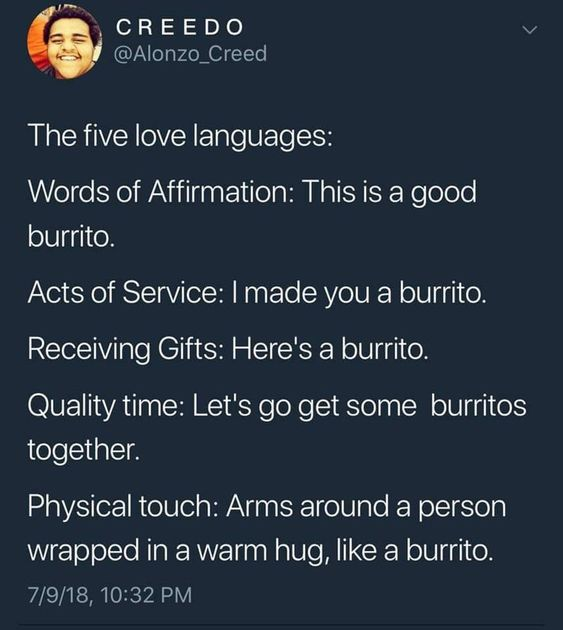 C R E E D O
@Alonzo_Creed
The five love languages:
Words of Affirmation: This is a good
burrito.
Acts of Service: I made you a burrito.
Receiving Gifts: Here's a burrito.
Quality time: Let's go get some  burritos
together.
Physical touch: Arms around a person
wrapped in a warm hug, like a burrito.
7/9/18, 10:32 PM